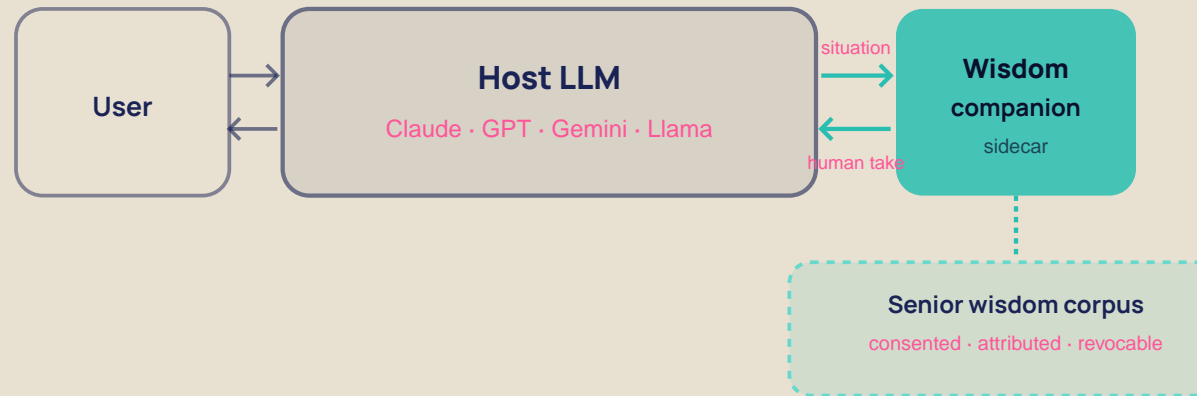 User
Host LLM
Claude · GPT · Gemini · Llama
situation
human take
Wisdom
companion
sidecar
Senior wisdom corpus
consented · attributed · revocable